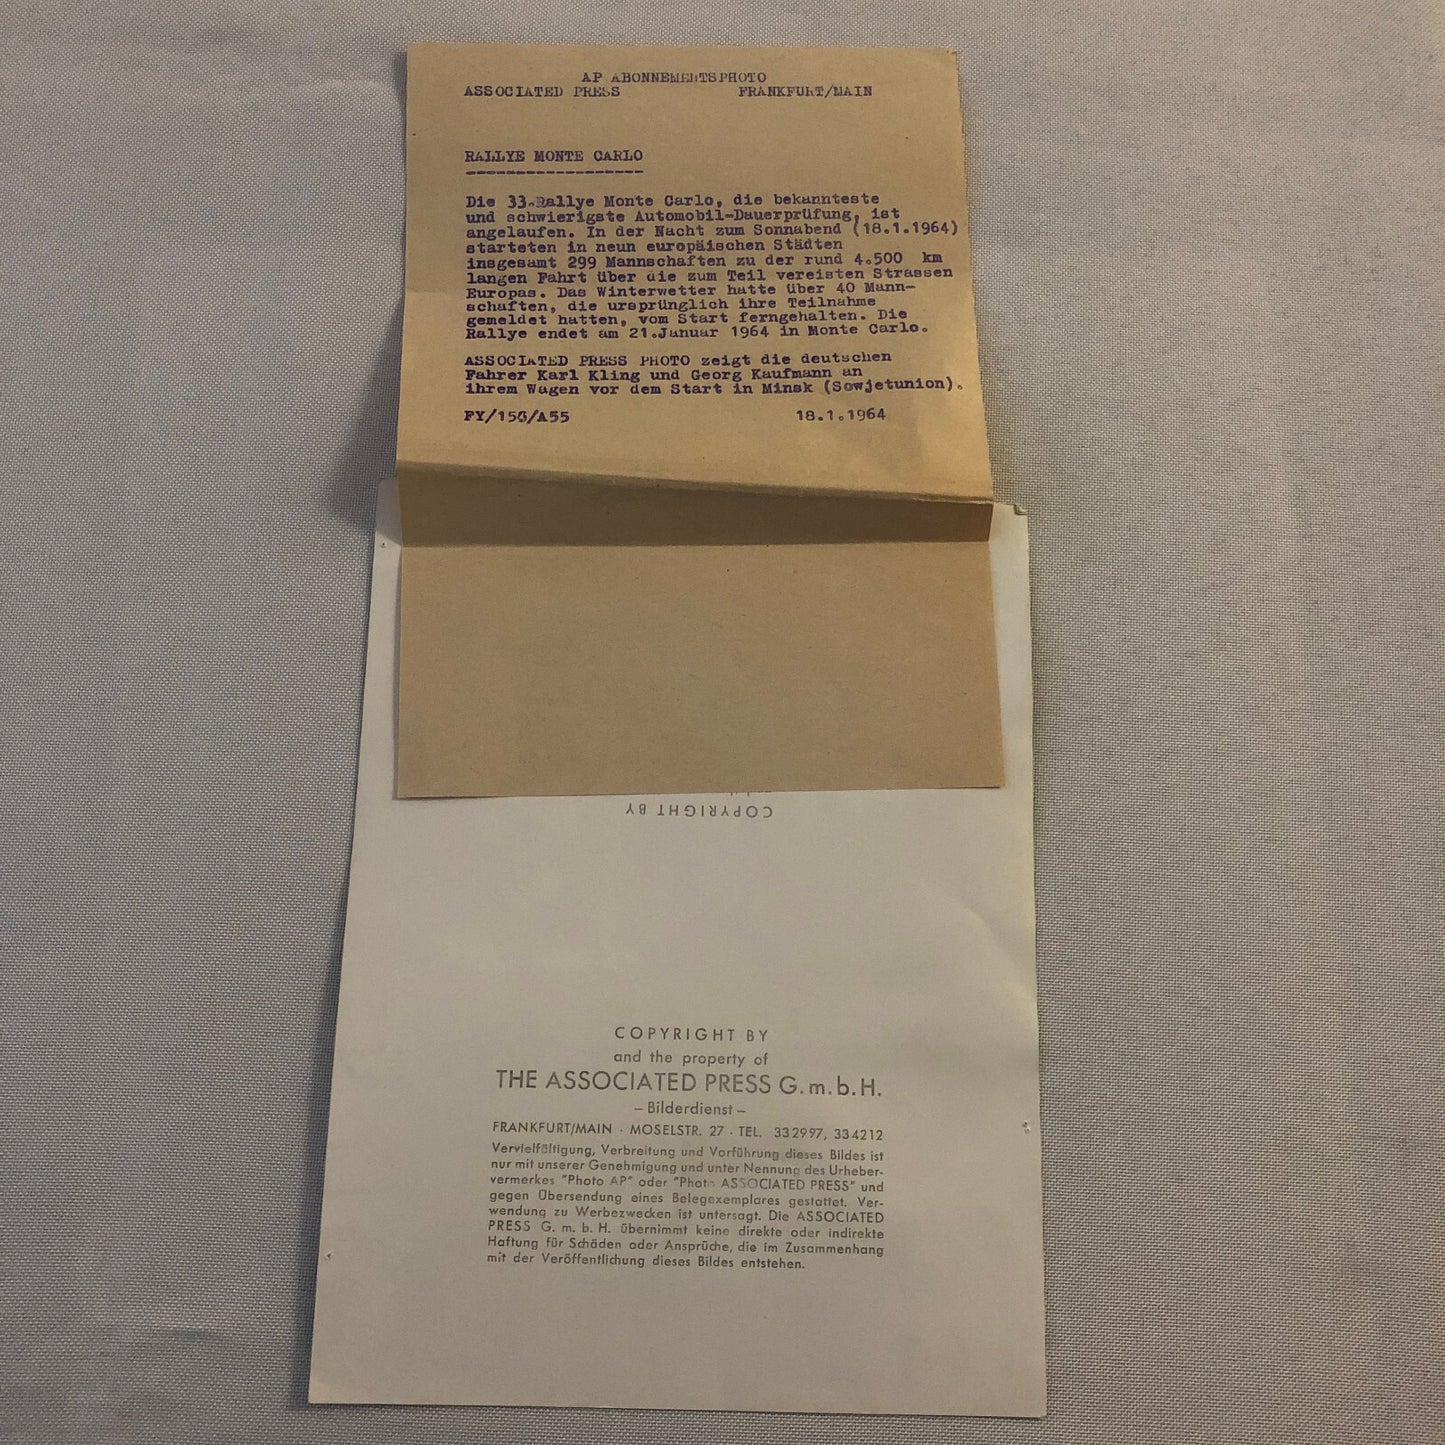 AP ABONNEMENTSPHOTO
ASSOCIATED PRESS FRANKFURT/MAIN
RALLYE MONTE CARLO
Die 33.Rallye Monte Carlo, die bekannteste
und schwierigste Automobil-Dauerprüfung, ist
angelaufen. In der Nacht zum Sonnabend (18.1.1964)
starteten in neun europäischen Städten
insgesamt 299 Mannschaften zu der rund 4.500 km
langen Fahrt über die zum Teil vereisten Strassen
Europas. Das Winterwetter hatte über 40 Mann-
schaften, die ursprünglich ihre Teilnahme
gemeldet hatten, vom Start ferngehalten. Die
Rallye endet am 21.Januar 1964 in Monte Carlo.
ASSOCIATED PRESS PHOTO zeigt die deutschen
Fahrer Karl Kling und Georg Kaufmann an
ihrem Wagen vor dem Start in Minsk (Sowjetunion).
FY/150/A55 18.1.1964
COPYRIGHT BY
COPYRIGHT BY
and the property of
THE ASSOCIATED PRESS G.m.b.H.
– Bilderdienst –
FRANKFURT/MAIN · MOSELSTR. 27 · TEL. 332997, 334212
Vervielfältigung, Verbreitung und Vorführung dieses Bildes ist
nur mit unserer Genehmigung und unter Nennung des Urheber-
vermerkes "Photo AP" oder "Photo ASSOCIATED PRESS" und
gegen Übersendung eines Belegexemplares gestattet. Ver-
wendung zu Werbezwecken ist untersagt. Die ASSOCIATED
PRESS G. m. b. H. übernimmt keine direkte oder indirekte
Haftung für Schäden oder Ansprüche, die im Zusammenhang
mit der Veröffentlichung dieses Bildes entstehen.